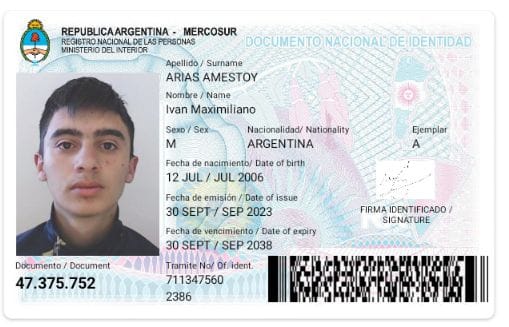 REPUBLICA ARGENTINA - MERCOSUR
REGISTRO NACIONAL DE LAS PERSONAS
MINISTERIO DEL INTERIOR
DOCUMENTO NACIONAL DE IDENTIDAD
Apellido / Surname
ARIAS AMESTOY
Nombre / Name
Ivan Maximiliano
Sexo / Sex Nacionalidad/ Nationality Ejemplar
M ARGENTINA A
Fecha de nacimiento/ Date of birth
12 JUL / JUL 2006
Fecha de emisión/ Date of issue
30 SEPT / SEP 2023
FIRMA IDENTIFICADO /
SIGNATURE
Fecha de vencimiento / Date of expiry
30 SEPT / SEP 2038
Documento / Document Tramite No/ Of. ident.
47.375.752 711347560
2386